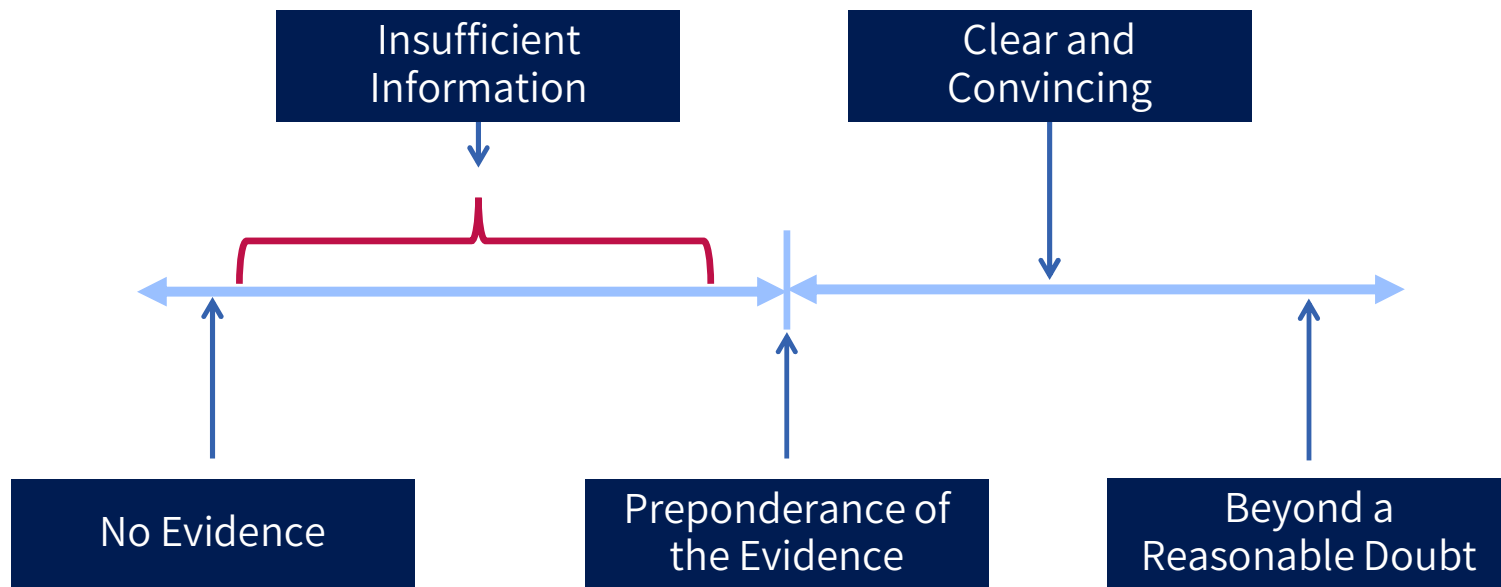 Insufficient
Information
Clear and
Convincing
No Evidence
Preponderance of
the Evidence
Beyond a
Reasonable Doubt